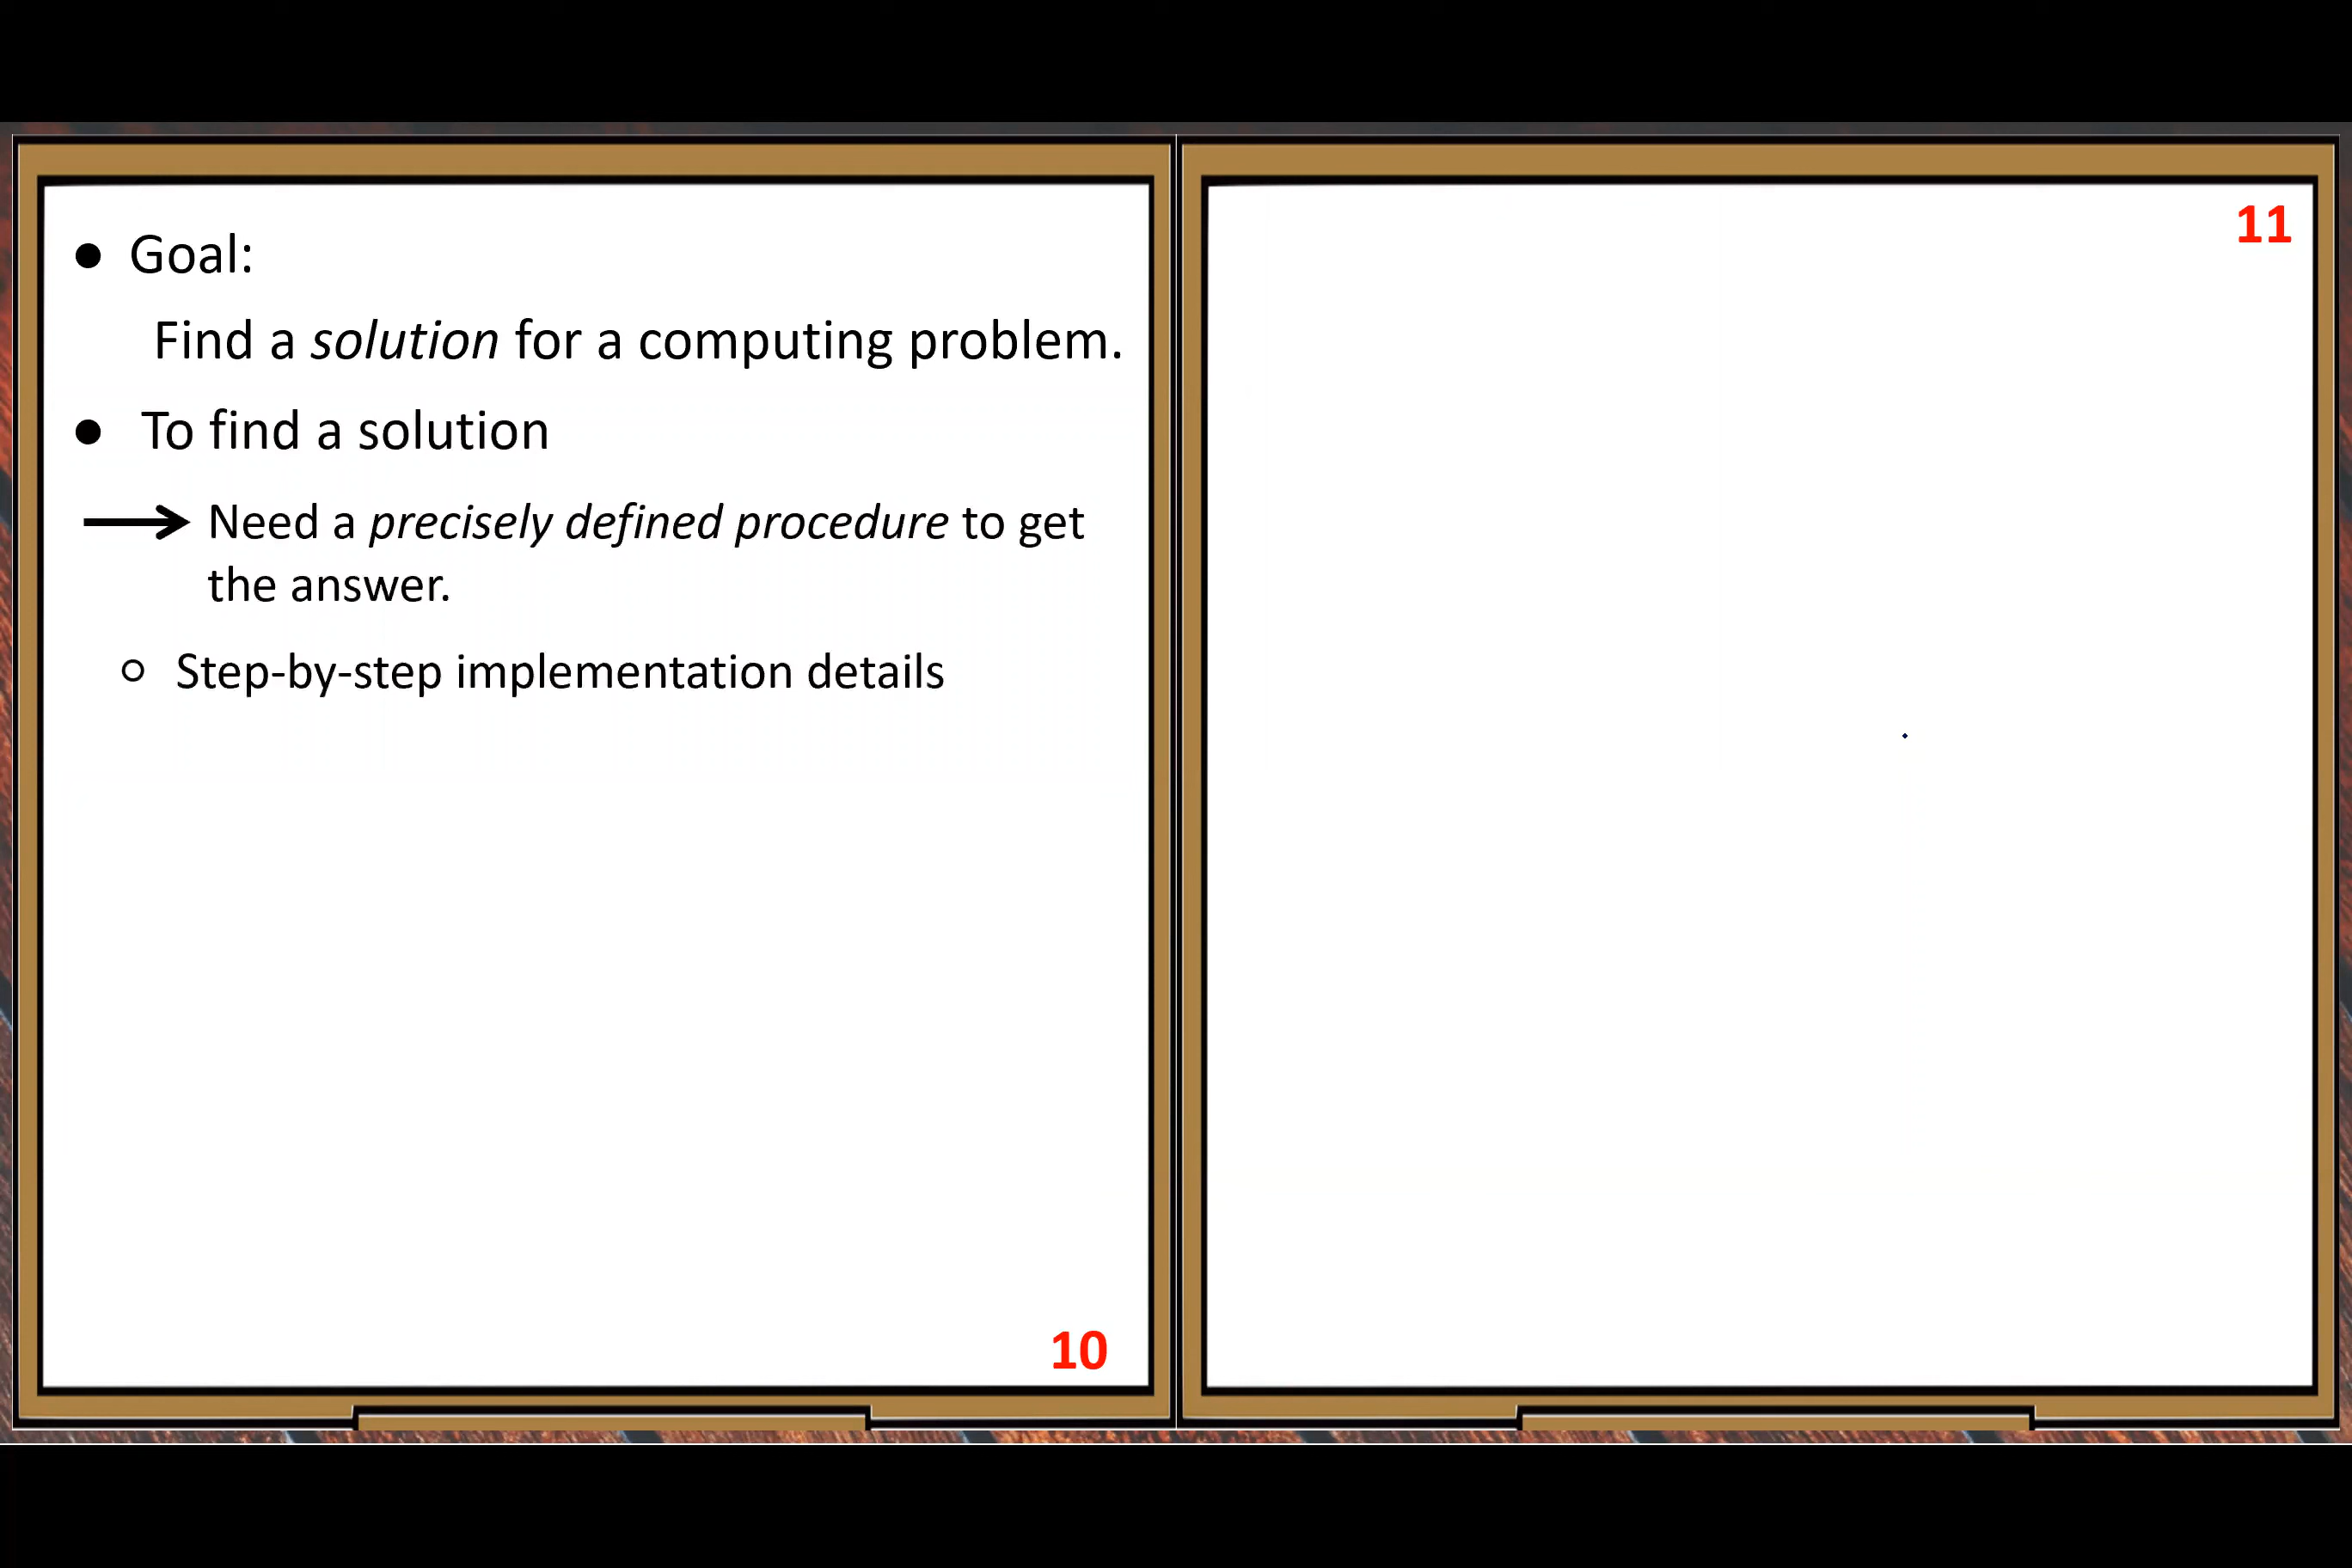 ● Goal:
Find a solution for a computing problem.
● To find a solution
→ Need a precisely defined procedure to get
the answer.
○ Step-by-step implementation details
10
11